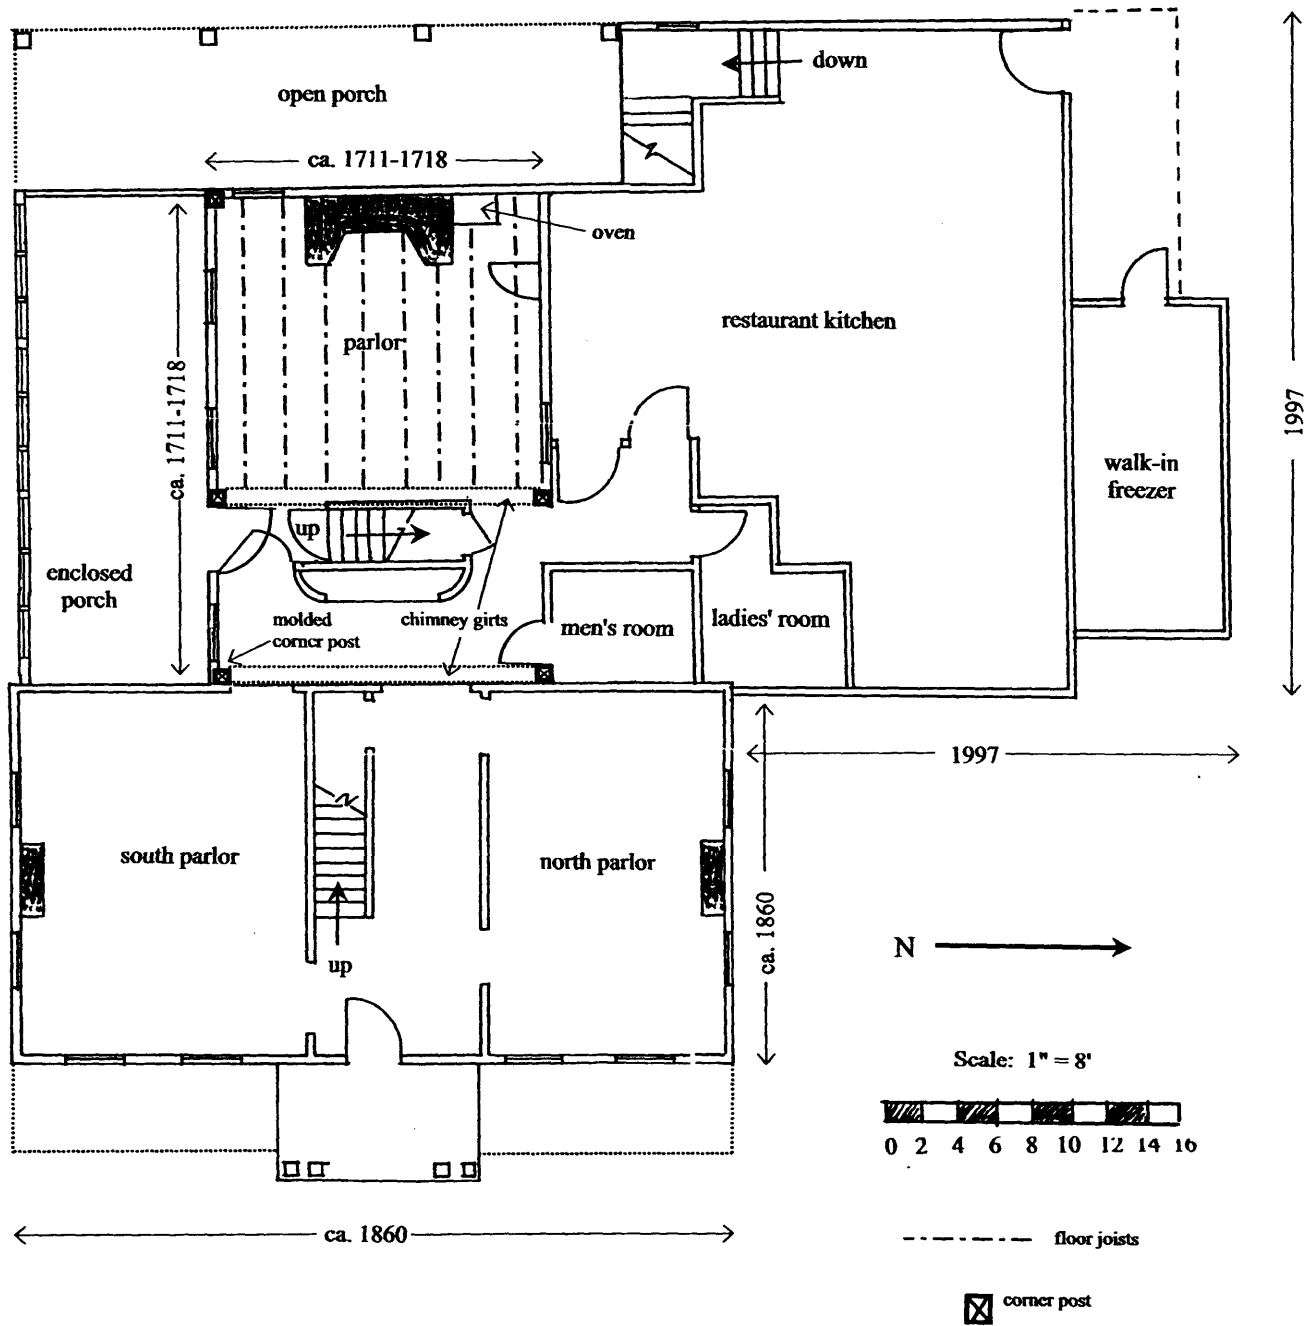 down
open porch
ca. 1711-1718
oven
restaurant kitchen
parlor
ca. 1711-1718
1997
walk-in
freezer
up
enclosed
porch
molded
corner post
chimney girts
men's room
ladies' room
1997
south parlor
north parlor
ca. 1860
up
N
Scale: 1" = 8'
0 2 4 6 8 10 12 14 16
ca. 1860
floor joists
corner post